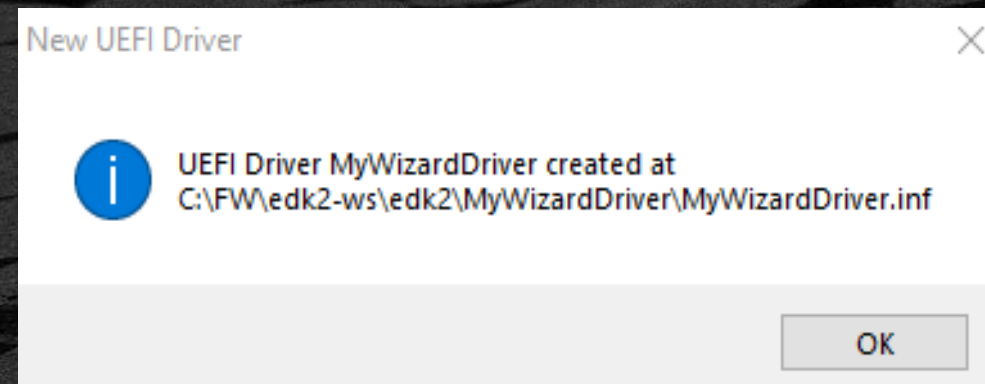 New UEFI Driver
UEFI Driver MyWizardDriver created at
C:\FW\edk2-ws\edk2\MyWizardDriver\MyWizardDriver.inf
OK